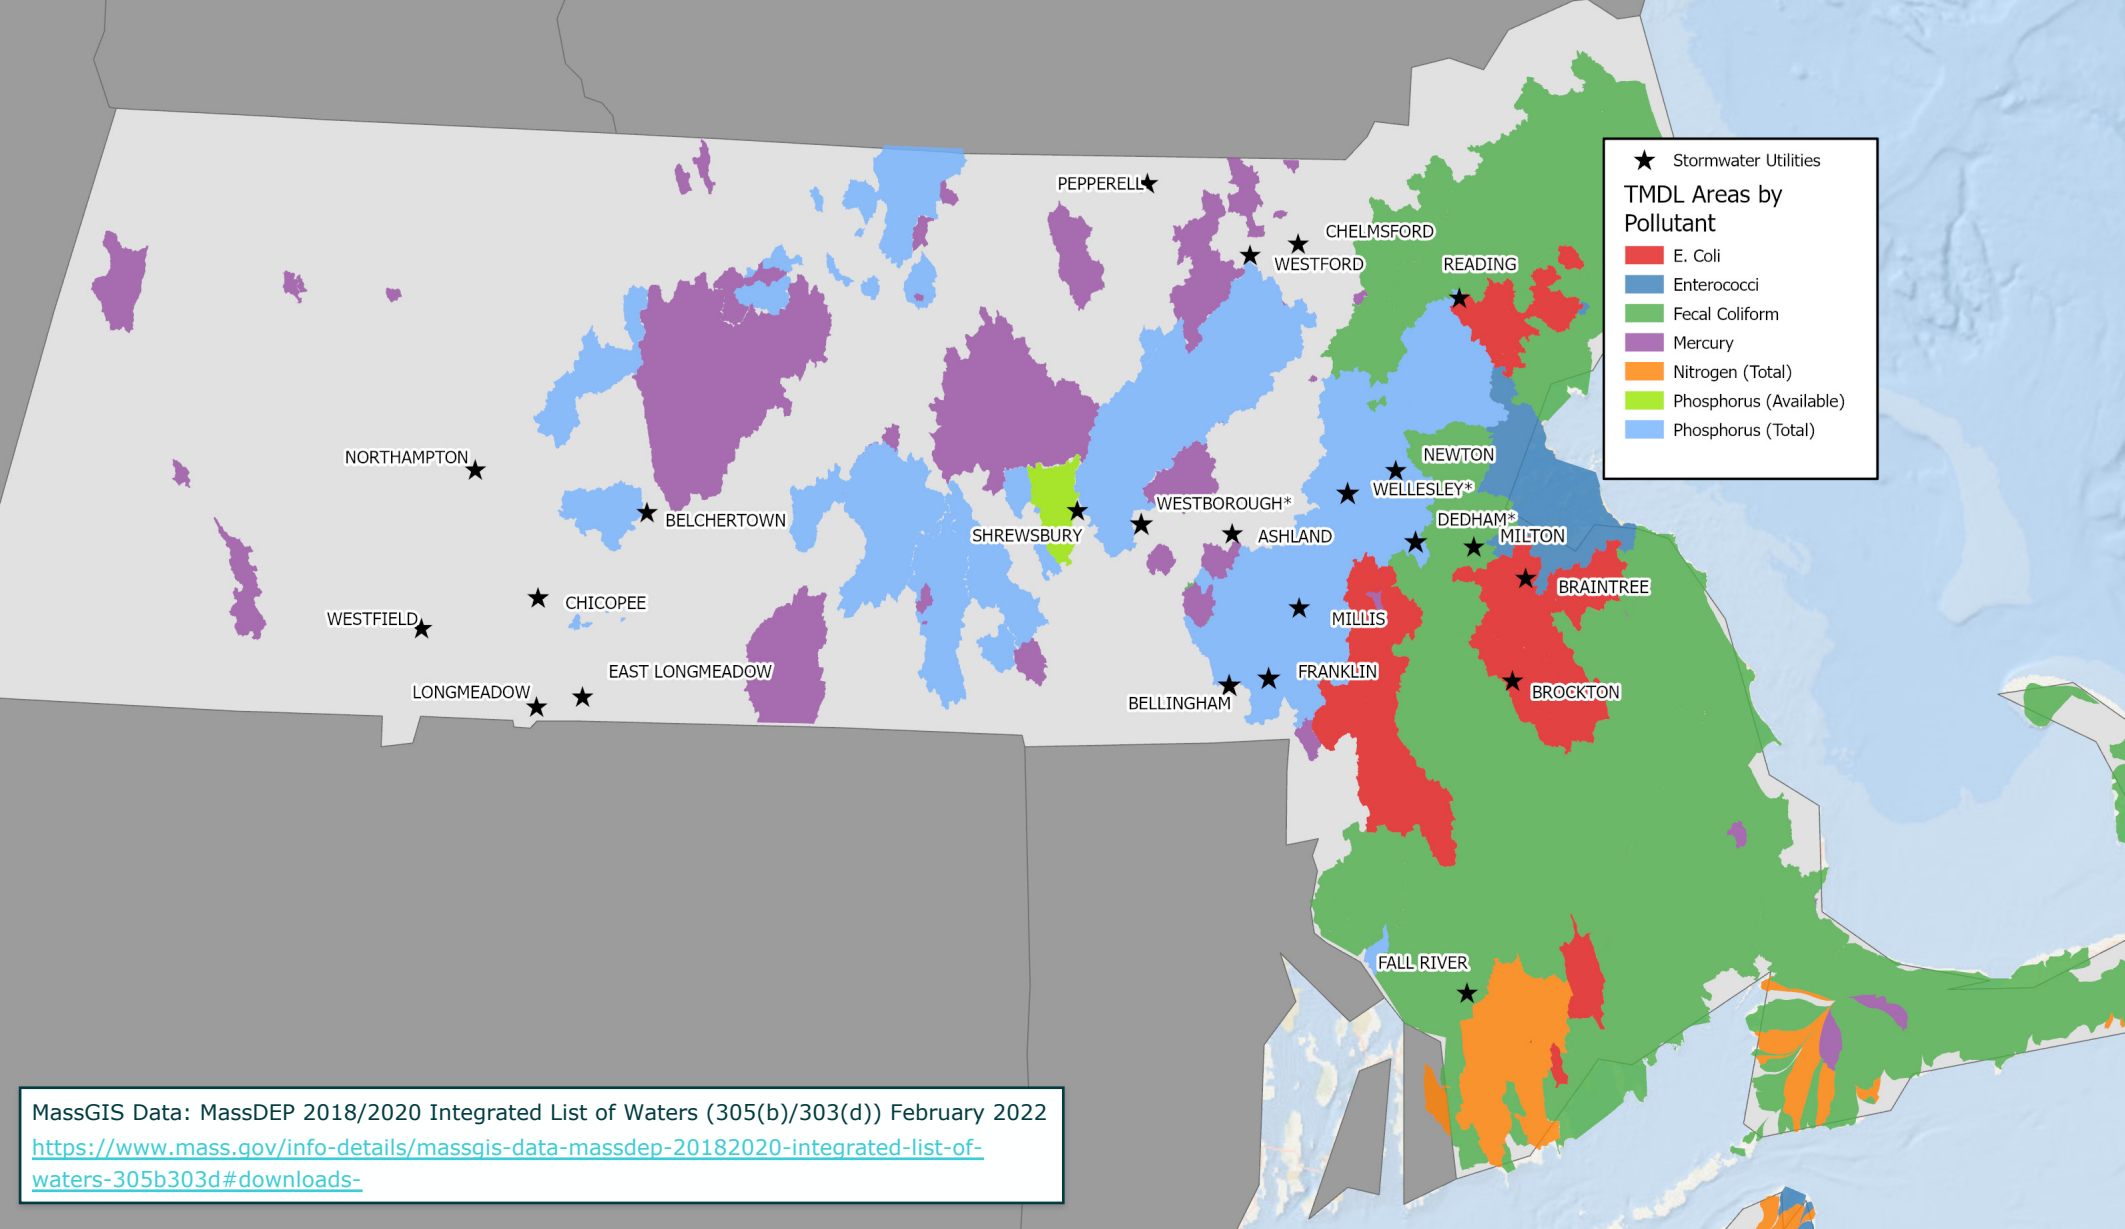 PEPPERELL
CHELMSFORD
WESTFORD
READING
NORTHAMPTON
BELCHERTOWN
SHREWSBURY
WESTBOROUGH*
ASHLAND
NEWTON
WELLESLEY*
DEDHAM*
MILTON
BRAINTREE
CHICOPEE
WESTFIELD
MILLIS
EAST LONGMEADOW
LONGMEADOW
FRANKLIN
BELLINGHAM
BROCKTON
FALL RIVER
Stormwater Utilities
TMDL Areas by
Pollutant
E. Coli
Enterococci
Fecal Coliform
Mercury
Nitrogen (Total)
Phosphorus (Available)
Phosphorus (Total)
MassGIS Data: MassDEP 2018/2020 Integrated List of Waters (305(b)/303(d)) February 2022
https://www.mass.gov/info-details/massgis-data-massdep-20182020-integrated-list-of-
waters-305b303d#downloads-